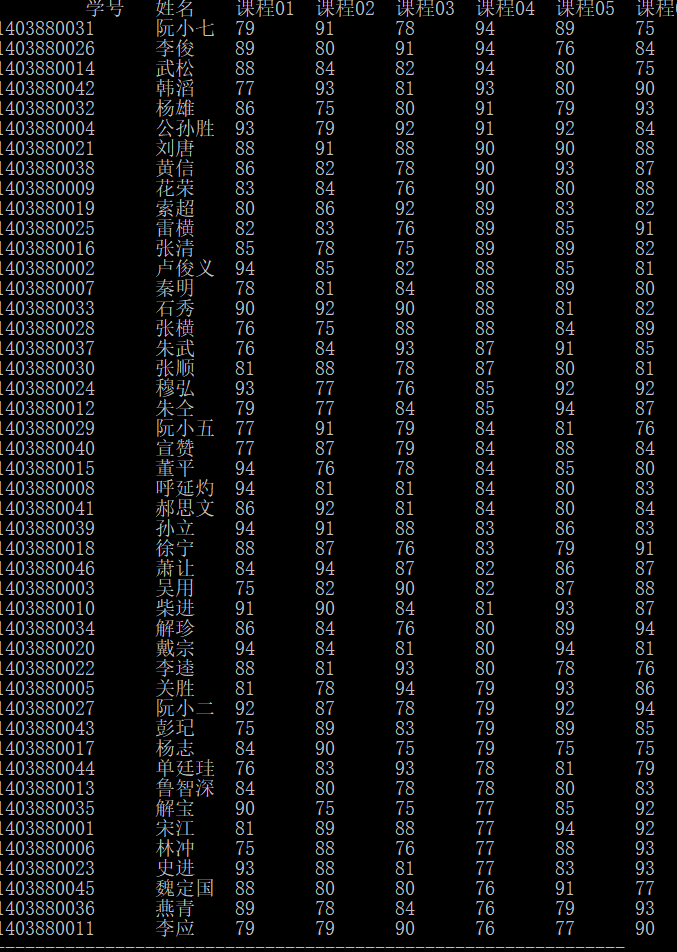 学号 姓名 课程01 课程02 课程03 课程04 课程05 课程
1403880031 阮小七 79 91 78 94 89 75
1403880026 李俊 89 80 91 94 76 84
1403880014 武松 88 84 82 94 80 75
1403880042 韩滔 77 93 81 93 80 90
1403880032 杨雄 86 75 80 91 79 93
1403880004 公孙胜 93 79 92 91 92 84
1403880021 刘唐 88 91 88 90 90 88
1403880038 黄信 86 82 78 90 93 87
1403880009 花荣 83 84 76 90 80 88
1403880019 索超 80 86 92 89 83 82
1403880025 雷横 82 83 76 89 85 91
1403880016 张清 85 78 75 89 89 82
1403880002 卢俊义 94 85 82 88 85 81
1403880007 秦明 78 81 84 88 89 80
1403880033 石秀 90 92 90 88 81 82
1403880028 张横 76 75 88 88 84 89
1403880037 朱武 76 84 93 87 91 85
1403880030 张顺 81 88 78 87 80 81
1403880024 穆弘 93 77 76 85 92 92
1403880012 朱仝 79 77 84 85 94 87
1403880029 阮小五 77 91 79 84 81 76
1403880040 宣赞 77 87 79 84 88 84
1403880015 董平 94 76 78 84 85 80
1403880008 呼延灼 94 81 81 84 80 83
1403880041 郝思文 86 92 81 84 80 84
1403880039 孙立 94 91 88 83 86 83
1403880018 徐宁 88 87 76 83 79 91
1403880046 萧让 84 94 87 82 86 87
1403880003 吴用 75 82 90 82 87 88
1403880010 柴进 91 90 84 81 93 87
1403880034 解珍 86 84 76 80 89 94
1403880020 戴宗 94 84 81 80 94 81
1403880022 李逵 88 81 93 80 78 76
1403880005 关胜 81 78 94 79 93 86
1403880027 阮小二 92 87 78 79 92 94
1403880043 彭玘 75 89 83 79 89 85
1403880017 杨志 84 90 75 79 75 75
1403880044 单廷珪 76 83 93 78 81 79
1403880013 鲁智深 84 80 78 78 80 83
1403880035 解宝 90 75 75 77 85 92
1403880001 宋江 81 89 88 77 94 92
1403880006 林冲 75 88 76 77 88 93
1403880023 史进 93 88 81 77 83 93
1403880045 魏定国 88 80 80 76 91 77
1403880036 燕青 89 78 84 76 79 93
1403880011 李应 79 79 90 76 77 90